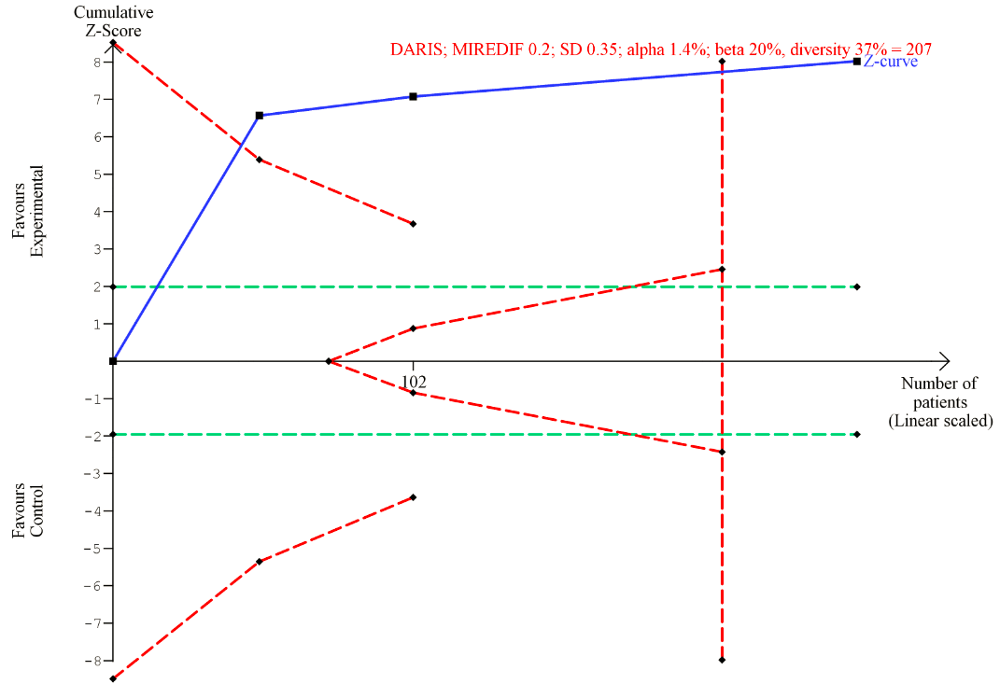 Cumulative
Z-Score
DARIS; MIREDIF 0.2; SD 0.35; alpha 1.4%; beta 20%, diversity 37% = 207
Z-curve
8
7
6
5
4
3
2
1
-1
-2
-3
-4
-5
-6
-7
-8
Favours
Experimental
Favours
Control
102
Number of
patients
(Linear scaled)